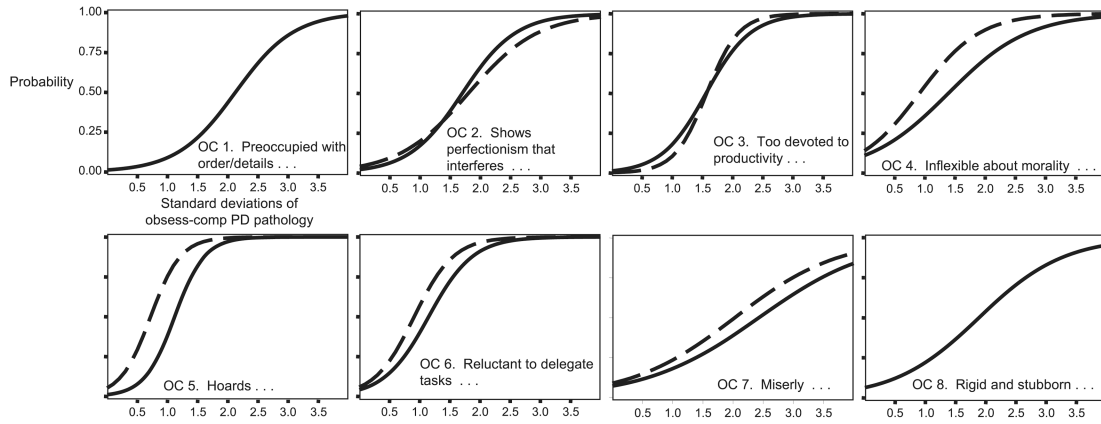 1.00
0.75
Probability
0.50
0.25
0.00
OC 1. Preoccupied with
order/details . . .
0.5 1.0 1.5 2.0 2.5 3.0 3.5
Standard deviations of
obsess-comp PD pathology
OC 2. Shows
perfectionism that
interferes . . .
0.5 1.0 1.5 2.0 2.5 3.0 3.5
OC 3. Too devoted to
productivity . . .
0.5 1.0 1.5 2.0 2.5 3.0 3.5
OC 4. Inflexible about morality . . .
0.5 1.0 1.5 2.0 2.5 3.0 3.5
OC 5. Hoards . . .
0.5 1.0 1.5 2.0 2.5 3.0 3.5
OC 6. Reluctant to delegate
tasks . . .
0.5 1.0 1.5 2.0 2.5 3.0 3.5
OC 7. Miserly . . .
0.5 1.0 1.5 2.0 2.5 3.0 3.5
OC 8. Rigid and stubborn . . .
0.5 1.0 1.5 2.0 2.5 3.0 3.5